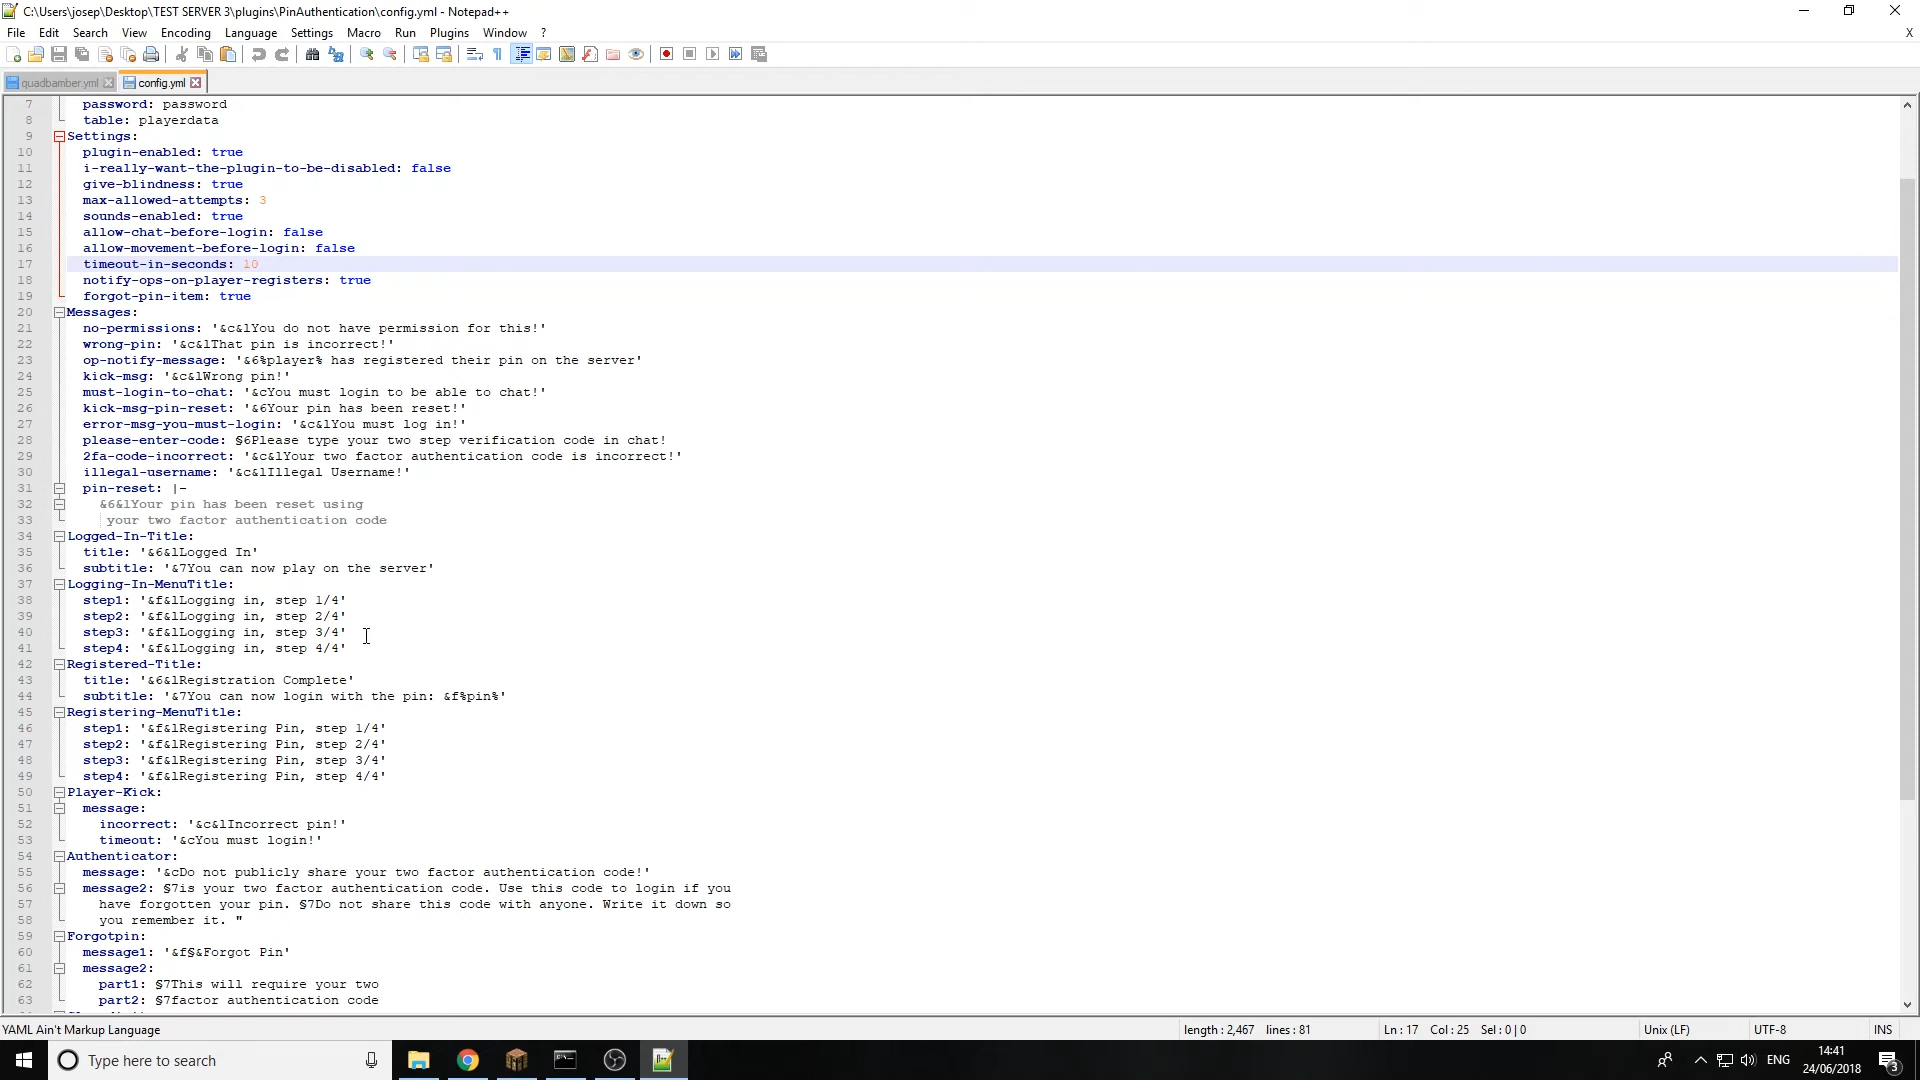 C:\Users\josep\Desktop\TEST SERVER 3\plugins\PinAuthentication\config.yml - Notepad++
File Edit Search View Encoding Language Settings Macro Run Plugins Window ? X
quadbamber.yml config.yml
7 password: password
8 table: playerdata
9 Settings:
10 plugin-enabled: true
11 i-really-want-the-plugin-to-be-disabled: false
12 give-blindness: true
13 max-allowed-attempts: 3
14 sounds-enabled: true
15 allow-chat-before-login: false
16 allow-movement-before-login: false
17 timeout-in-seconds: 10
18 notify-ops-on-player-registers: true
19 forgot-pin-item: true
20 Messages:
21 no-permissions: '&c&lYou do not have permission for this!'
22 wrong-pin: '&c&lThat pin is incorrect!'
23 op-notify-message: '&6%player% has registered their pin on the server'
24 kick-msg: '&c&lWrong pin!'
25 must-login-to-chat: '&cYou must login to be able to chat!'
26 kick-msg-pin-reset: '&6Your pin has been reset!'
27 error-msg-you-must-login: '&c&lYou must log in!'
28 please-enter-code: §6Please type your two step verification code in chat!
29 2fa-code-incorrect: '&c&lYour two factor authentication code is incorrect!'
30 illegal-username: '&c&lIllegal Username!'
31 pin-reset: |-
32 &6&lYour pin has been reset using
33 your two factor authentication code
34 Logged-In-Title:
35 title: '&6&lLogged In'
36 subtitle: '&7You can now play on the server'
37 Logging-In-MenuTitle:
38 step1: '&f&lLogging in, step 1/4'
39 step2: '&f&lLogging in, step 2/4'
40 step3: '&f&lLogging in, step 3/4'
41 step4: '&f&lLogging in, step 4/4'
42 Registered-Title:
43 title: '&6&lRegistration Complete'
44 subtitle: '&7You can now login with the pin: &f%pin%'
45 Registering-MenuTitle:
46 step1: '&f&lRegistering Pin, step 1/4'
47 step2: '&f&lRegistering Pin, step 2/4'
48 step3: '&f&lRegistering Pin, step 3/4'
49 step4: '&f&lRegistering Pin, step 4/4'
50 Player-Kick:
51 message:
52 incorrect: '&c&lIncorrect pin!'
53 timeout: '&cYou must login!'
54 Authenticator:
55 message: '&cDo not publicly share your two factor authentication code!'
56 message2: §7is your two factor authentication code. Use this code to login if you
57 have forgotten your pin. §7Do not share this code with anyone. Write it down so
58 you remember it. "
59 Forgotpin:
60 message1: '&f§&Forgot Pin'
61 message2:
62 part1: §7This will require your two
63 part2: §7factor authentication code
YAML Ain't Markup Language length : 2,467 lines : 81 Ln : 17 Col : 25 Sel : 0 | 0 Unix (LF) UTF-8 INS
Type here to search ENG 14:41
24/06/2018 3